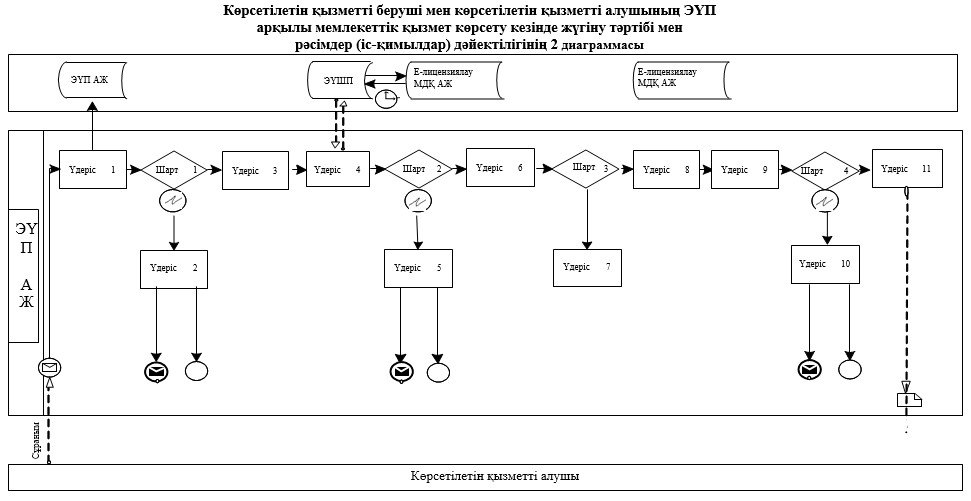 Көрсетілетін қызметті беруші мен көрсетілетін қызметті алушының ЭҮП
арқылы мемлекеттік қызмет көрсету кезінде жүгіну тәртібі мен
рәсімдер (іс-қимылдар) дәйектілігінің 2 диаграммасы
ЭҮП АЖ
ЭҮШП
Е-лицензиялау
МДҚ АЖ
Е-лицензиялау
МДҚ АЖ
Үдеріс 1
Шарт 1
Үдеріс 3
Үдеріс 4
Шарт 2
Үдеріс 6
Шарт 3
Үдеріс 8
Үдеріс 9
Шарт 4
Үдеріс 11
ЭҮ
П
А
Ж
Үдеріс 2
Үдеріс 5
Үдеріс 7
Үдеріс 10
Сұраным
Көрсетілетін қызметті алушы